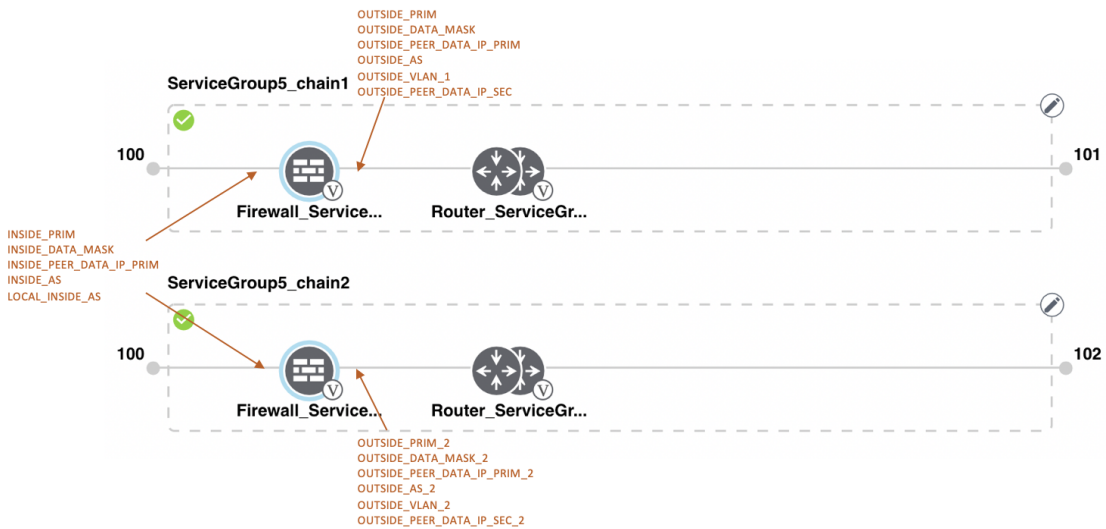 OUTSIDE_PRIM
OUTSIDE_DATA_MASK
OUTSIDE_PEER_DATA_IP_PRIM
OUTSIDE_AS
OUTSIDE_VLAN_1
OUTSIDE_PEER_DATA_IP_SEC
ServiceGroup5_chain1
100
101
V
V
Firewall_Service...
Router_ServiceGr...
INSIDE_PRIM
INSIDE_DATA_MASK
INSIDE_PEER_DATA_IP_PRIM
INSIDE_AS
LOCAL_INSIDE_AS
ServiceGroup5_chain2
100
102
V
V
Firewall_Service...
Router_ServiceGr...
OUTSIDE_PRIM_2
OUTSIDE_DATA_MASK_2
OUTSIDE_PEER_DATA_IP_PRIM_2
OUTSIDE_AS_2
OUTSIDE_VLAN_2
OUTSIDE_PEER_DATA_IP_SEC_2